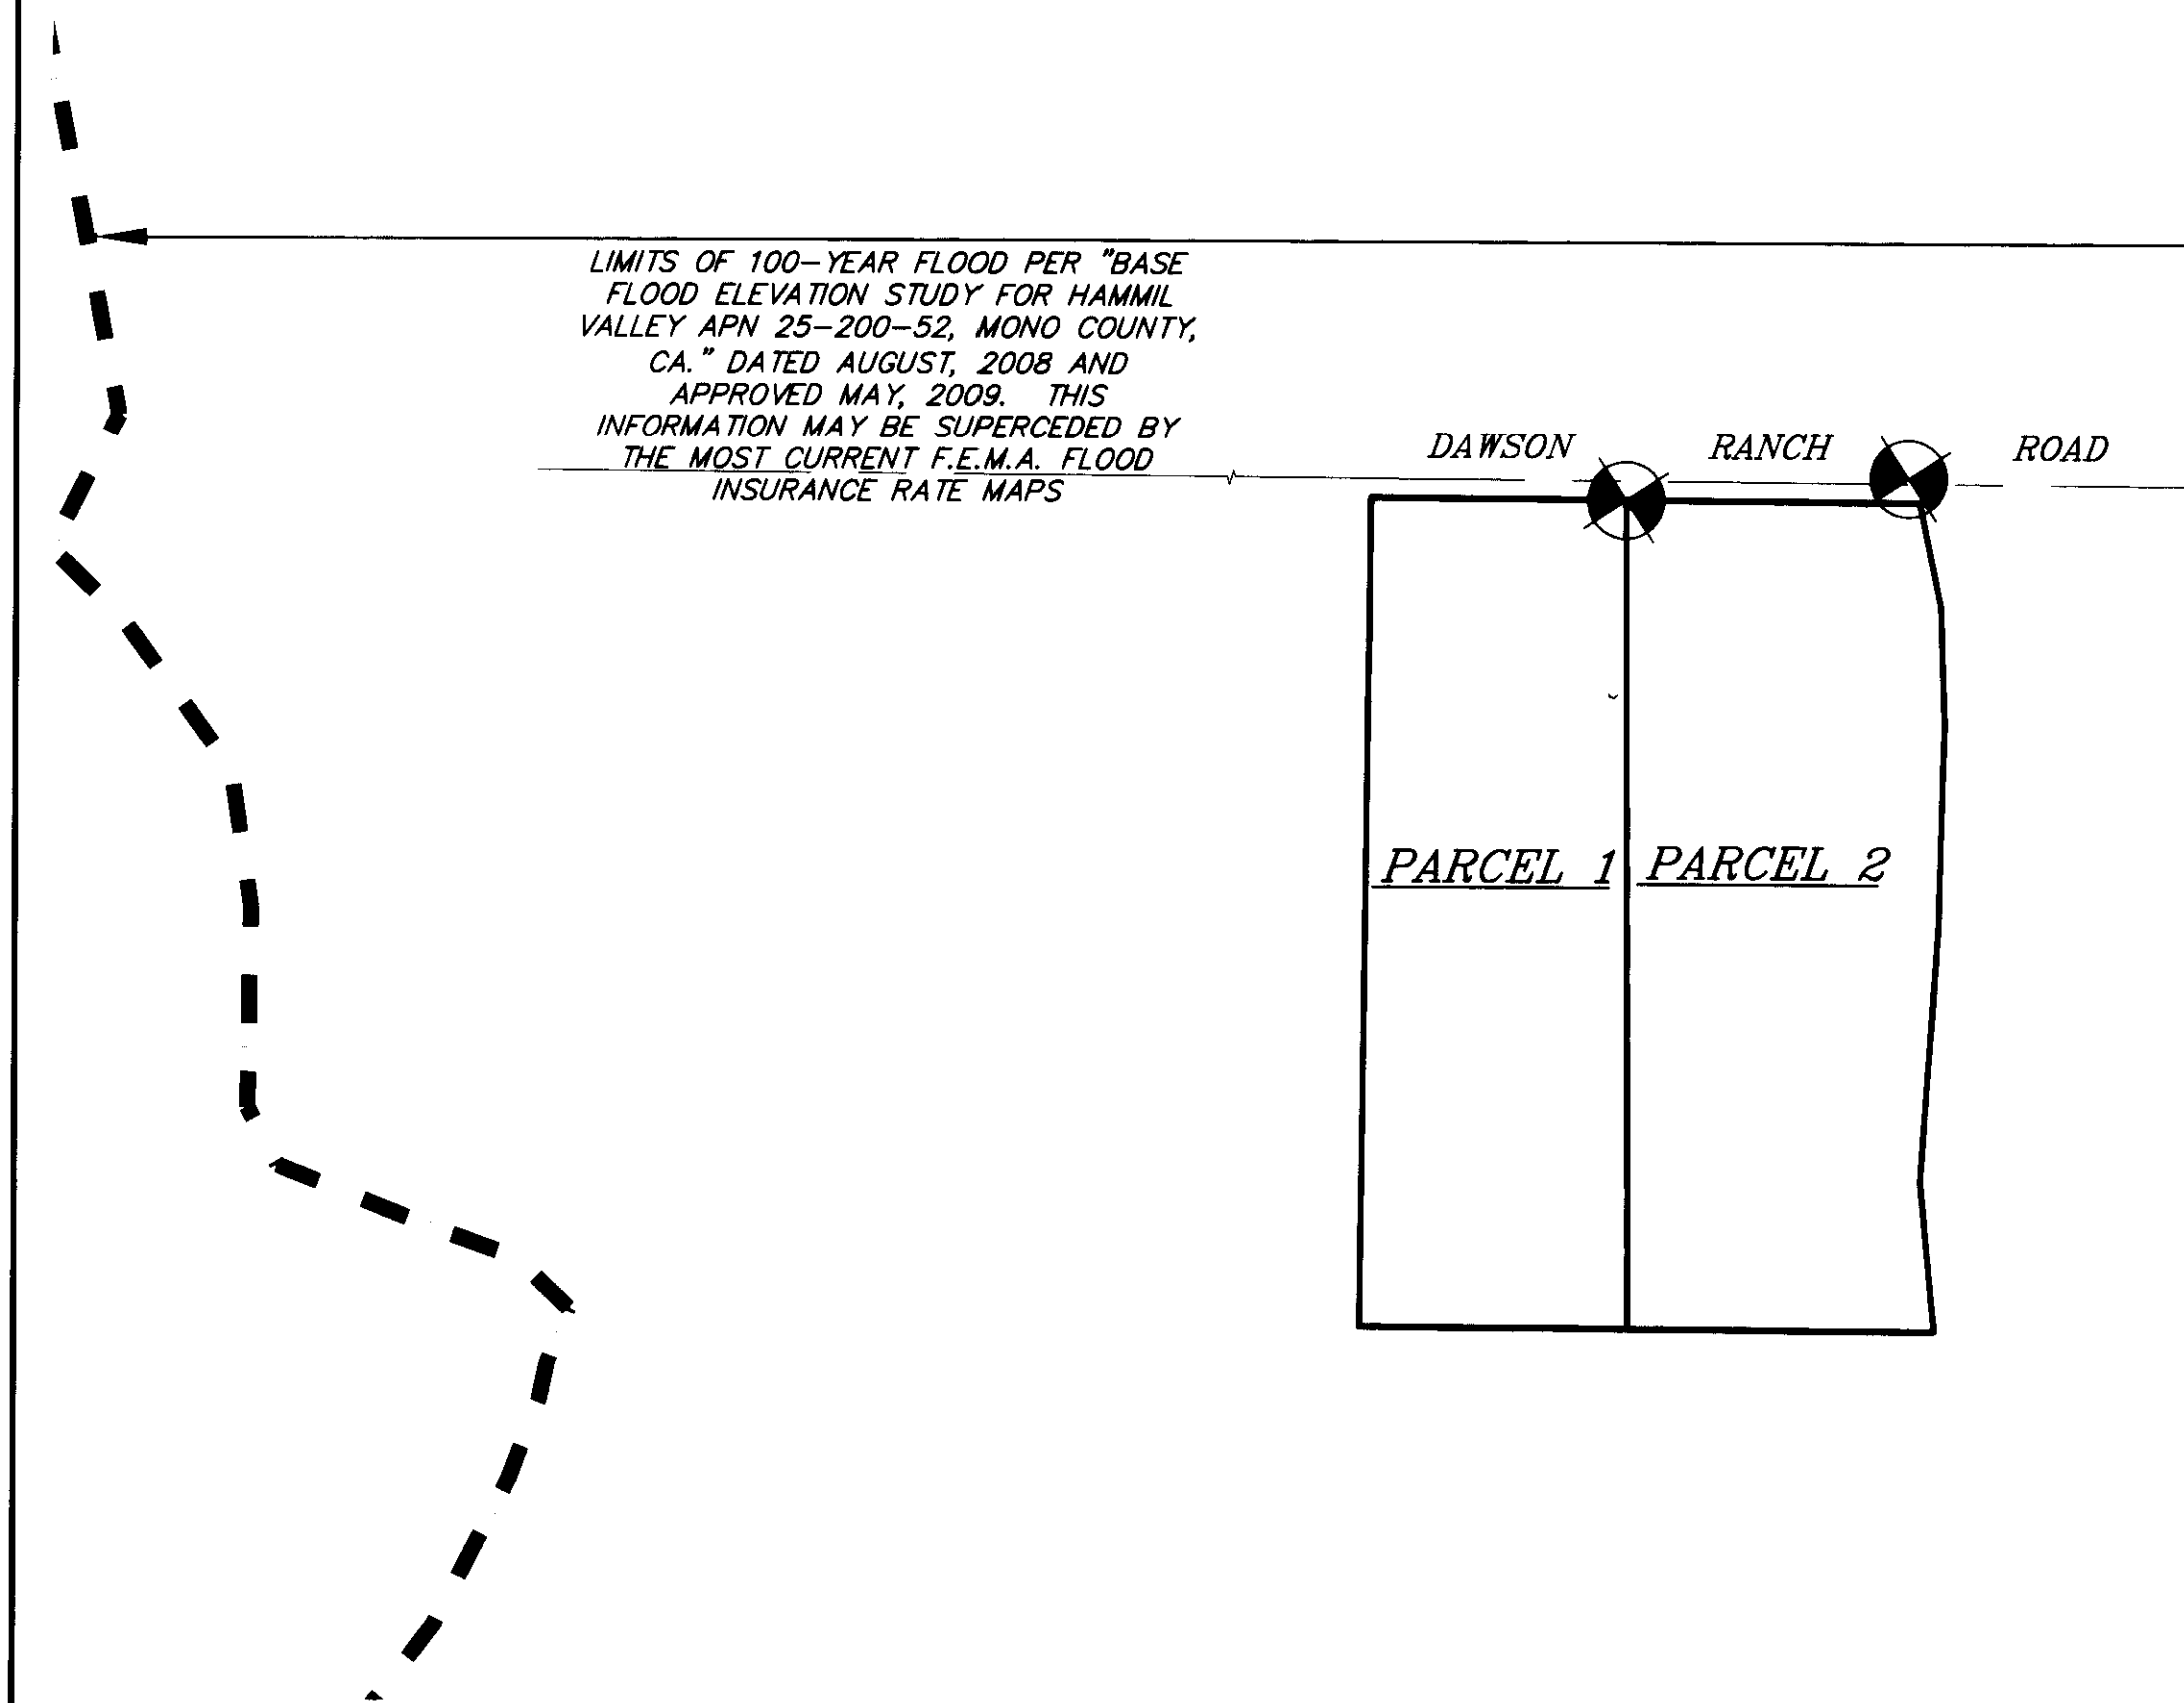 LIMITS OF 100-YEAR FLOOD PER "BASE
FLOOD ELEVATION STUDY FOR HAMMIL
VALLEY APN 25-200-52, MONO COUNTY,
CA." DATED AUGUST, 2008 AND
APPROVED MAY, 2009. THIS
INFORMATION MAY BE SUPERCEDED BY
THE MOST CURRENT F.E.M.A. FLOOD
INSURANCE RATE MAPS
DAWSON RANCH ROAD
PARCEL 1 PARCEL 2